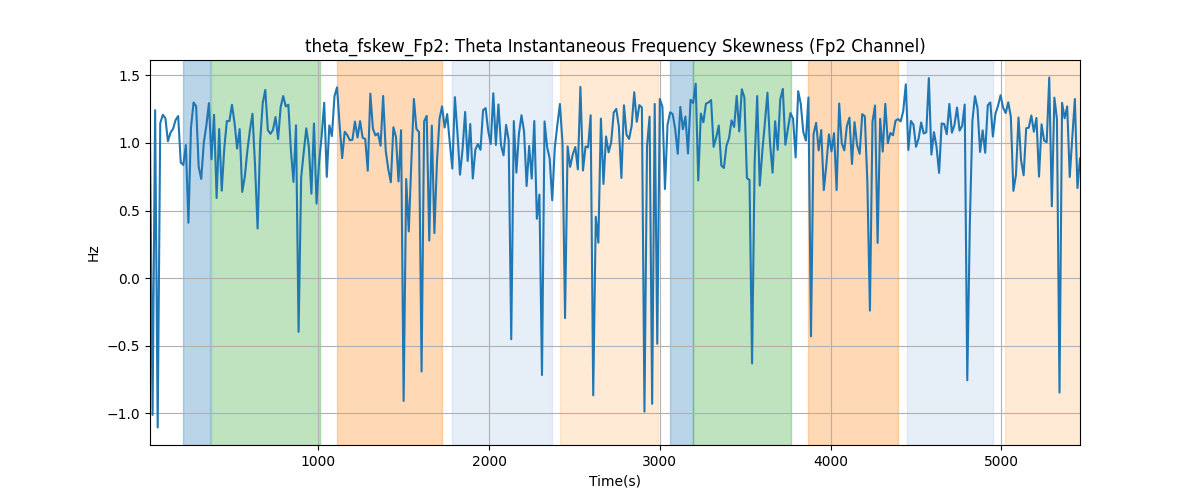 theta_fskew_Fp2: Theta Instantaneous Frequency Skewness (Fp2 Channel)
1.5
1.0
0.5
0.0
−0.5
−1.0
Hz
1000 2000 3000 4000 5000
Time(s)